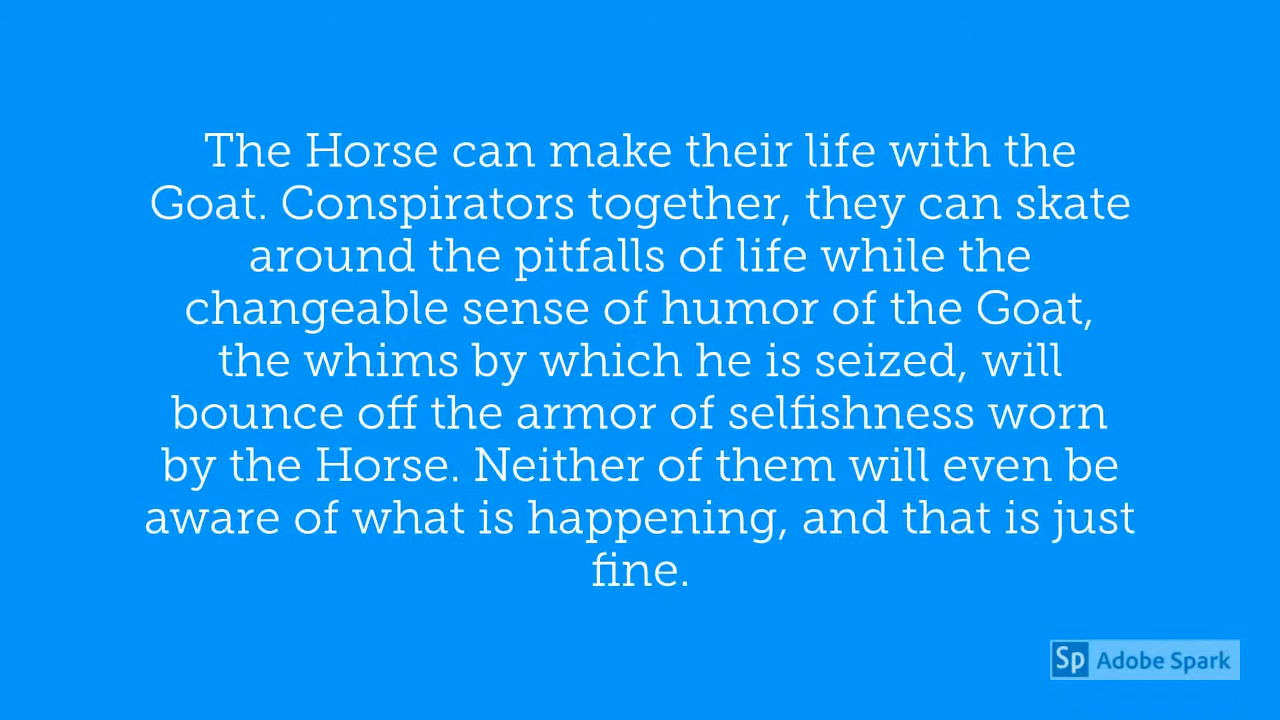 The Horse can make their life with the
Goat. Conspirators together, they can skate
around the pitfalls of life while the
changeable sense of humor of the Goat,
the whims by which he is seized, will
bounce off the armor of selfishness worn
by the Horse. Neither of them will even be
aware of what is happening, and that is just
fine.
Sp Adobe Spark